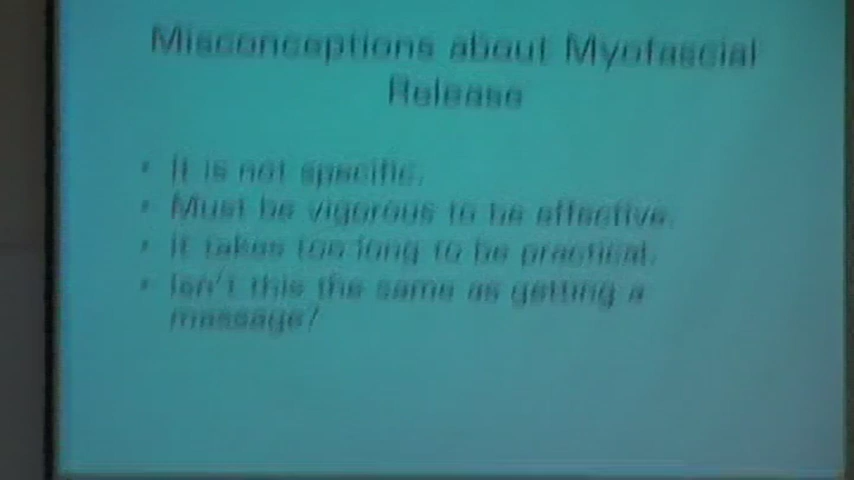 Misconceptions about Myofascial
Release
• It is not specific.
• Must be vigorous to be effective.
• It takes too long to be practical.
• Isn't this the same as getting a
massage?